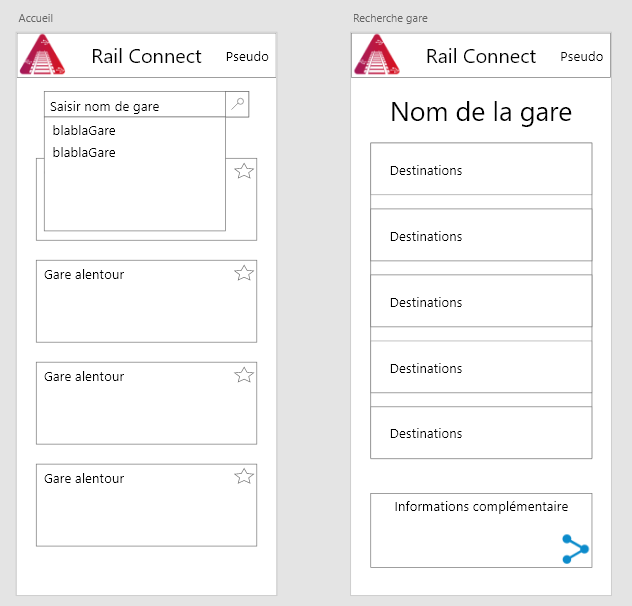 Accueil
Rail Connect
Pseudo
Saisir nom de gare
blablaGare
blablaGare
Gare alentour
Gare alentour
Gare alentour
Recherche gare
Rail Connect
Pseudo
Nom de la gare
Destinations
Destinations
Destinations
Destinations
Destinations
Informations complémentaire